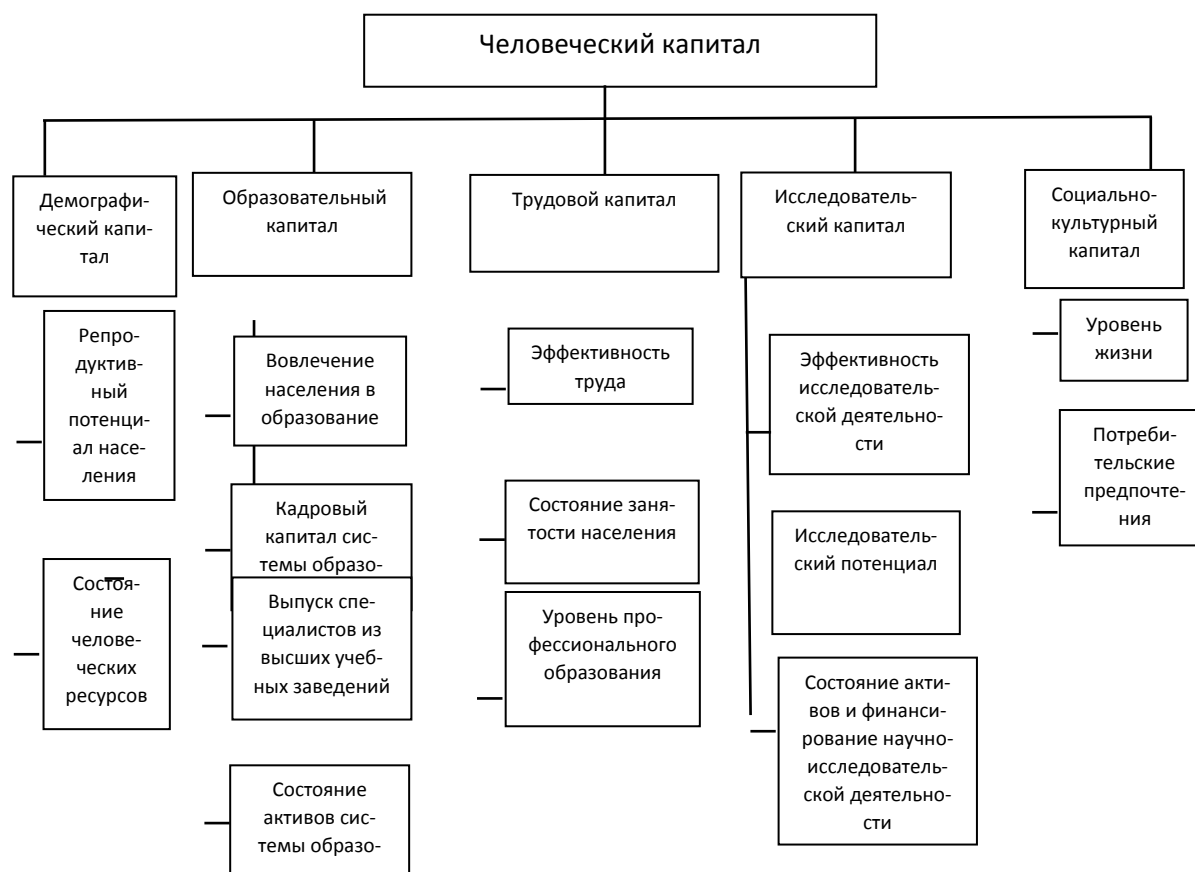 Человеческий капитал
Демографи-
ческий капи-
тал
Образовательный
капитал
Трудовой капитал
Исследователь-
ский капитал
Социально-
культурный
капитал
Репро-
дуктив-
ный
потенци-
ал насе-
ления
Состоя-
ние
челове-
ческих
ресурсов
Вовлечение
населения в
образование
Кадровый
капитал сис-
темы образо-
Выпуск спе-
циалистов из
высших учеб-
ных заведений
Состояние
активов сис-
темы образо-
Эффективность
труда
Состояние заня-
тости населения
Уровень про-
фессионального
образования
Эффективность
исследователь-
ской деятельно-
сти
Исследователь-
ский потенциал
Состояние акти-
вов и финанси-
рование научно-
исследователь-
ской деятельно-
сти
Уровень
жизни
Потреби-
тельские
предпочте-
ния